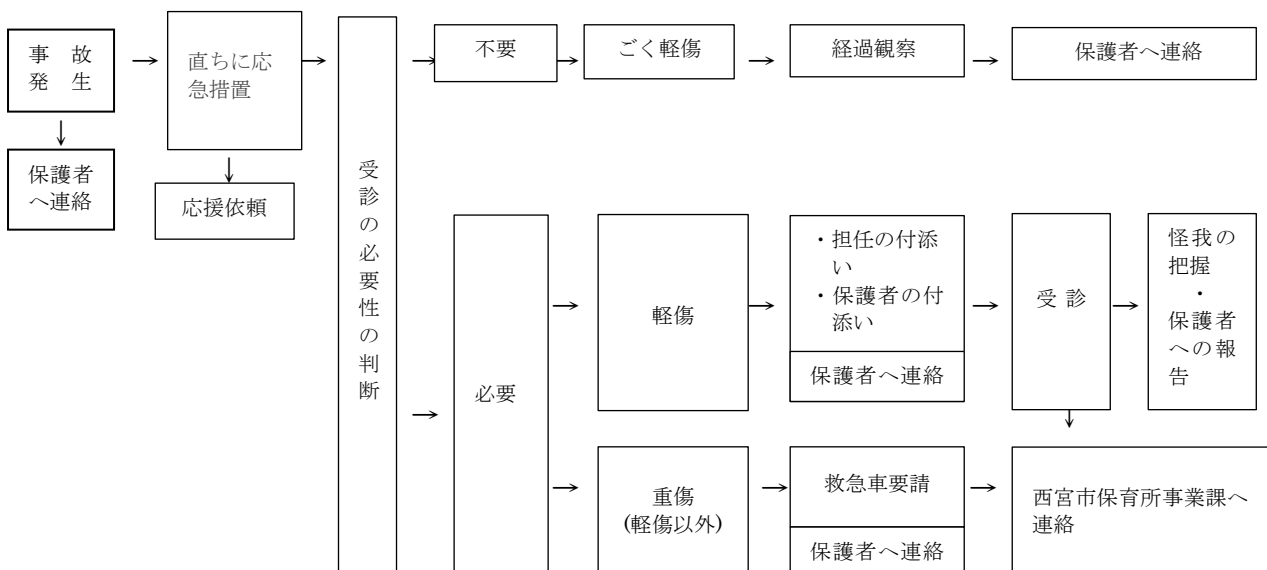 事　故
発　生
保護者
へ連絡
直ちに応
急措置
応援依頼
受診の必要性の判断
不要
ごく軽傷
経過観察
保護者へ連絡
必要
軽傷
・担任の付添
い
・保護者の付
添い
保護者へ連絡
受 診
怪我の
把握
・
保護者
への報
告
重傷
(軽傷以外)
救急車要請
保護者へ連絡
西宮市保育所事業課へ
連絡